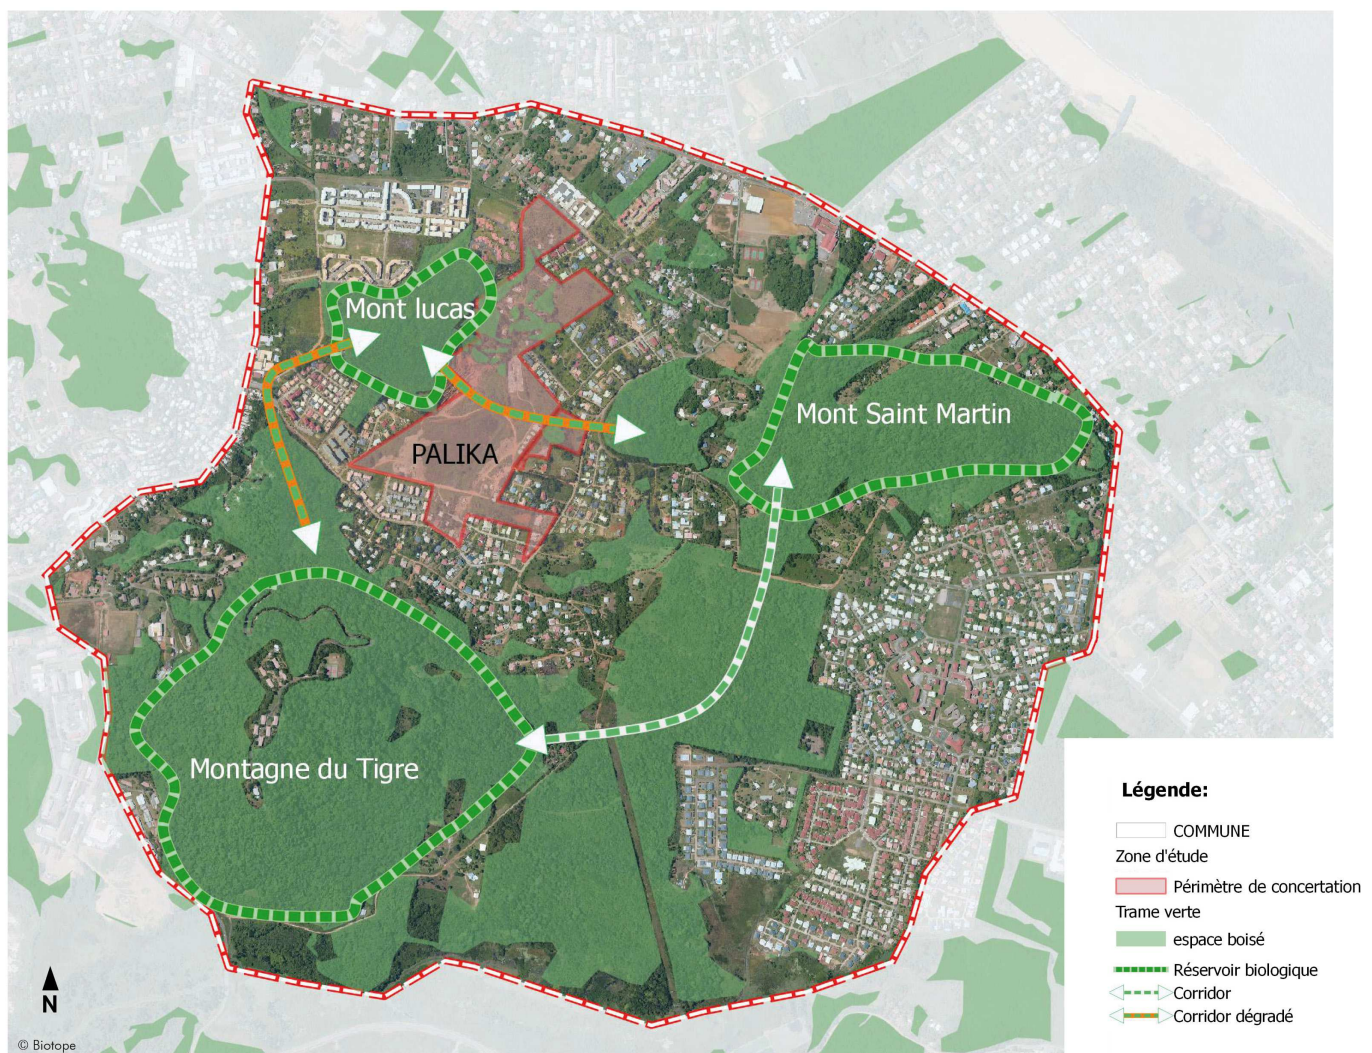 Mont lucas
Mont Saint Martin
PALIKA
Montagne du Tigre
Légende:
COMMUNE
Zone d'étude
Périmètre de concertation
Trame verte
espace boisé
Réservoir biologique
Corridor
Corridor dégradé
N
© Biotope